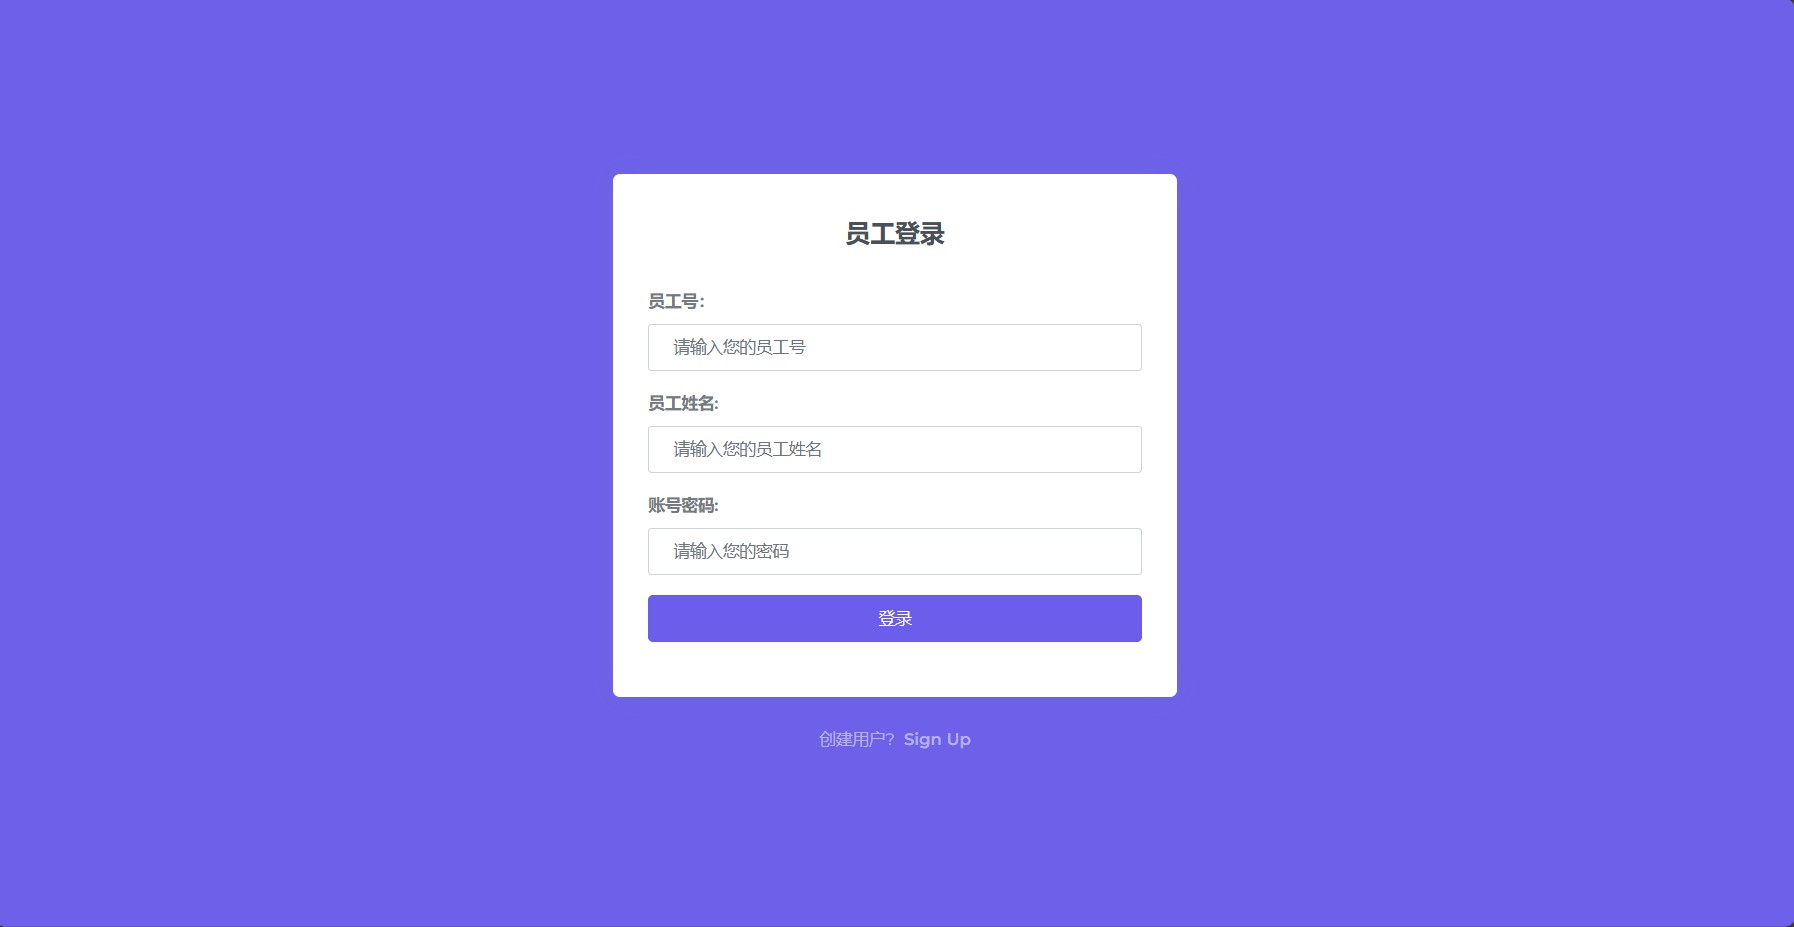 员工登录
员工号:
请输入您的员工号
员工姓名:
请输入您的员工姓名
账号密码:
请输入您的密码
登录
创建用户? Sign Up